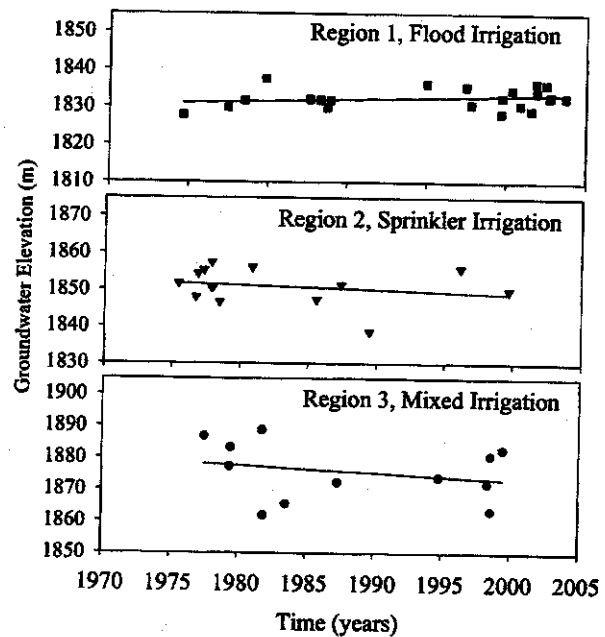 1850
Region 1, Flood Irrigation
1840
1830
1820
1810
Groundwater Elevation (m)
1870
Region 2, Sprinkler Irrigation
1860
1850
1840
1830
1900
Region 3, Mixed Irrigation
1890
1880
1870
1860
1850
1970 1975 1980 1985 1990 1995 2000 2005
Time (years)